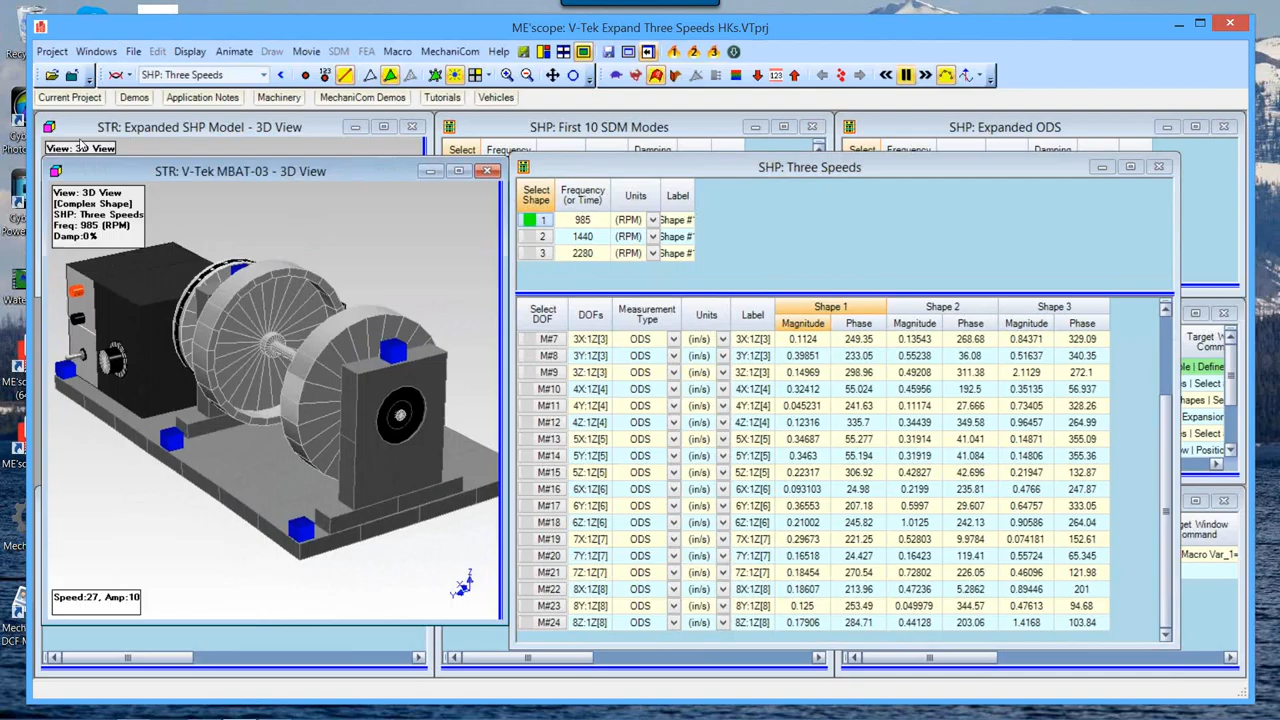 ME'scope: V-Tek Expand Three Speeds HKs.VTprj
Project Windows File Edit Display Animate Draw Movie SDM FEA Macro MechaniCom Help
SHP: Three Speeds
Current Project Demos Application Notes Machinery MechaniCom Demos Tutorials Vehicles
STR: Expanded SHP Model - 3D View
SHP: First 10 SDM Modes
SHP: Expanded ODS
View: 3D View
Select Frequency Damping
STR: V-Tek MBAT-03 - 3D View
View: 3D View
[Complex Shape]
SHP: Three Speeds
Freq: 985 (RPM)
Damp:0%
Speed:27, Amp:10
SHP: Three Speeds
Select Shape Frequency (or Time) Units Label
1 985 (RPM) Shape #
2 1440 (RPM) Shape #
3 2280 (RPM) Shape #
Select DOF DOFs Measurement Type Units Label Shape 1 Shape 2 Shape 3
Magnitude Phase Magnitude Phase Magnitude Phase
M#7 3X:1Z[3] ODS (in/s) 3X:1Z[3] 0.1124 249.35 0.13543 268.68 0.84371 329.09
M#8 3Y:1Z[3] ODS (in/s) 3Y:1Z[3] 0.39851 233.05 0.55238 36.08 0.51637 340.35
M#9 3Z:1Z[3] ODS (in/s) 3Z:1Z[3] 0.14969 298.96 0.49208 311.38 2.1129 272.1
M#10 4X:1Z[4] ODS (in/s) 4X:1Z[4] 0.32412 55.024 0.45956 192.5 0.35135 56.937
M#11 4Y:1Z[4] ODS (in/s) 4Y:1Z[4] 0.045231 241.63 0.11174 27.666 0.73405 328.26
M#12 4Z:1Z[4] ODS (in/s) 4Z:1Z[4] 0.12316 335.7 0.34439 349.58 0.96456 264.99
M#13 5X:1Z[5] ODS (in/s) 5X:1Z[5] 0.34687 55.277 0.31914 41.041 0.14871 355.09
M#14 5Y:1Z[5] ODS (in/s) 5Y:1Z[5] 0.3463 55.194 0.31919 41.084 0.14806 355.36
M#15 5Z:1Z[5] ODS (in/s) 5Z:1Z[5] 0.22317 306.92 0.42827 42.696 0.21947 132.87
M#16 6X:1Z[6] ODS (in/s) 6X:1Z[6] 0.093103 24.98 0.2199 235.81 0.4766 247.87
M#17 6Y:1Z[6] ODS (in/s) 6Y:1Z[6] 0.36553 207.18 0.5997 29.607 0.64757 333.05
M#18 6Z:1Z[6] ODS (in/s) 6Z:1Z[6] 0.21002 245.82 1.0125 242.13 0.90586 264.04
M#19 7X:1Z[7] ODS (in/s) 7X:1Z[7] 0.29673 221.25 0.52803 9.9784 0.074181 152.61
M#20 7Y:1Z[7] ODS (in/s) 7Y:1Z[7] 0.16518 24.427 0.16423 119.41 0.55724 65.345
M#21 7Z:1Z[7] ODS (in/s) 7Z:1Z[7] 0.18454 270.54 0.72802 226.05 0.46096 121.98
M#22 8X:1Z[8] ODS (in/s) 8X:1Z[8] 0.18607 213.96 0.47236 5.2862 0.89446 201
M#23 8Y:1Z[8] ODS (in/s) 8Y:1Z[8] 0.125 253.49 0.049979 344.57 0.47613 94.68
M#24 8Z:1Z[8] ODS (in/s) 8Z:1Z[8] 0.17906 284.71 0.44128 203.06 1.4168 103.84